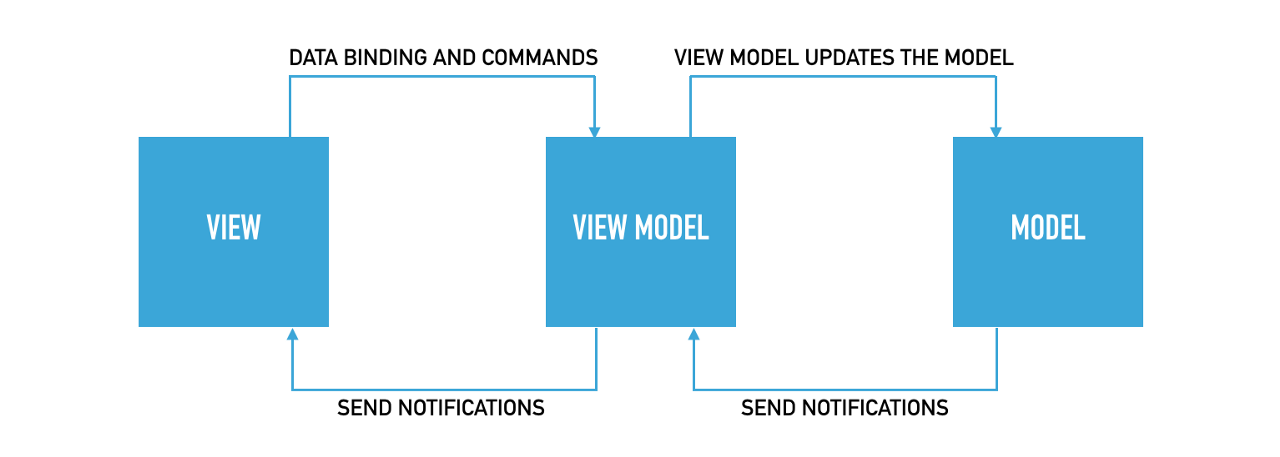 DATA BINDING AND COMMANDS
VIEW MODEL UPDATES THE MODEL
VIEW
VIEW MODEL
MODEL
SEND NOTIFICATIONS
SEND NOTIFICATIONS